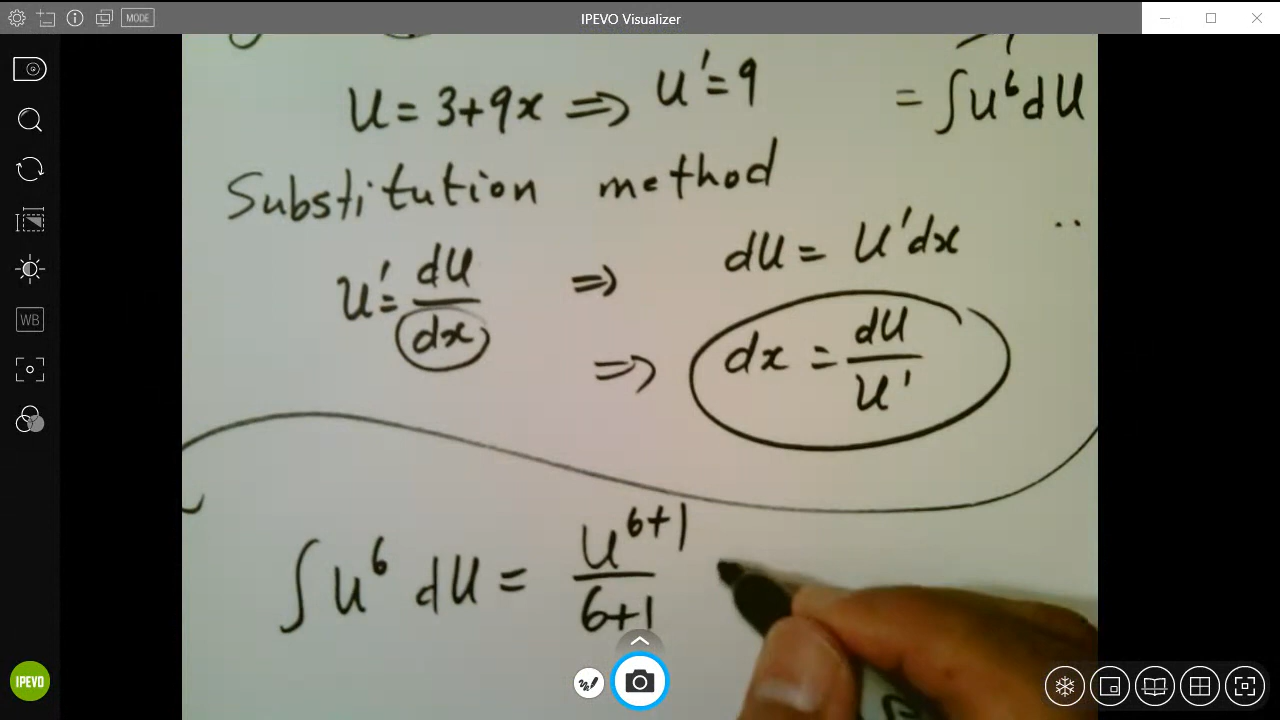 MODE
IPEVO Visualizer
U = 3+9x ⇒ U' = 9
= ∫u⁶dU
Substitution method
U' = dU/dx ⇒ dU = U'dx
⇒ dx = dU/U'
WB
∫u⁶ dU = u⁶⁺¹/6+1
IPEVO